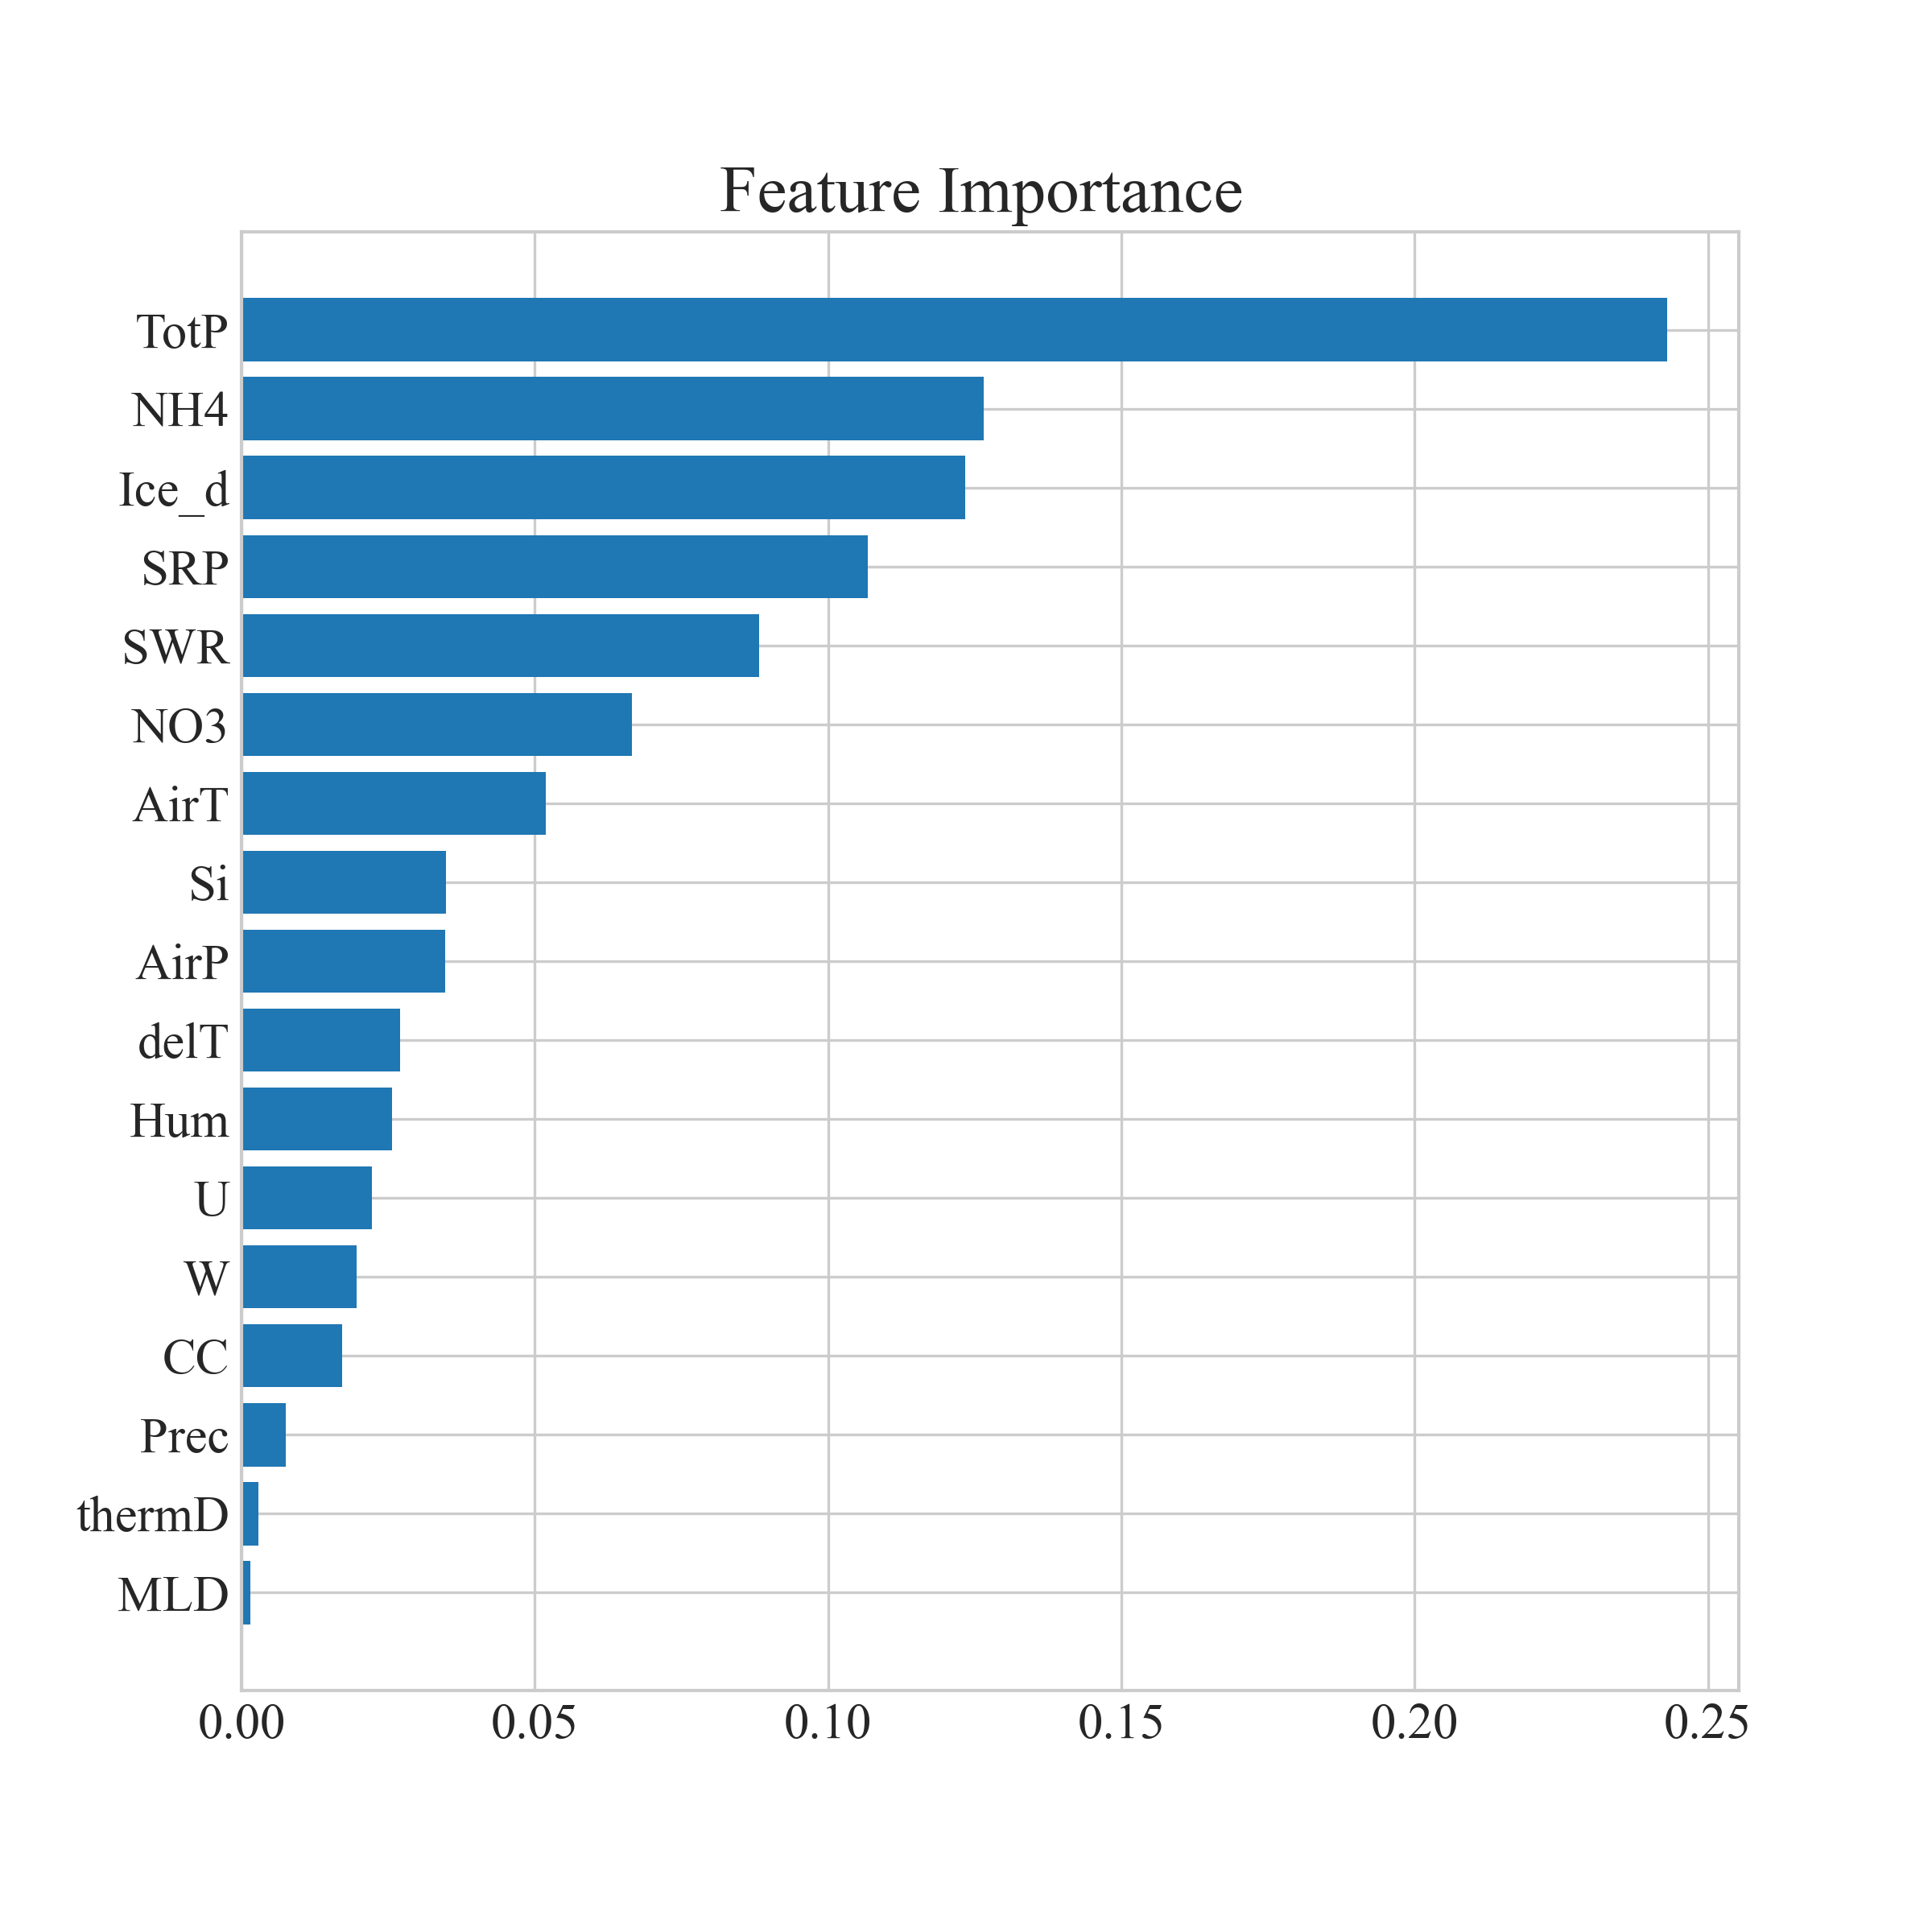 Feature Importance
TotP
NH4
Ice_d
SRP
SWR
NO3
AirT
Si
AirP
delT
Hum
U
W
CC
Prec
thermD
MLD
0.00 0.05 0.10 0.15 0.20 0.25